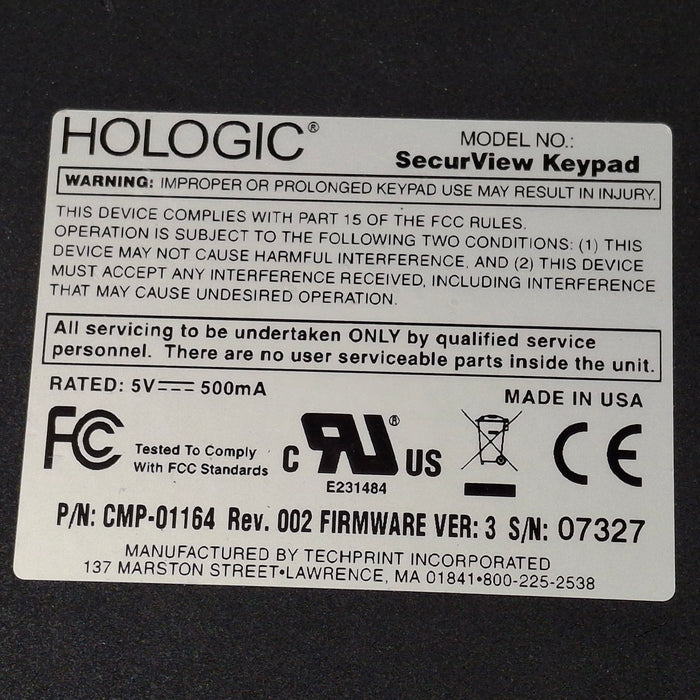 HOLOGIC®
MODEL NO.:
SecurView Keypad
WARNING: IMPROPER OR PROLONGED KEYPAD USE MAY RESULT IN INJURY.
THIS DEVICE COMPLIES WITH PART 15 OF THE FCC RULES.
OPERATION IS SUBJECT TO THE FOLLOWING TWO CONDITIONS: (1) THIS
DEVICE MAY NOT CAUSE HARMFUL INTERFERENCE, AND (2) THIS DEVICE
MUST ACCEPT ANY INTERFERENCE RECEIVED, INCLUDING INTERFERENCE
THAT MAY CAUSE UNDESIRED OPERATION.
All servicing to be undertaken ONLY by qualified service
personnel. There are no user serviceable parts inside the unit.
RATED: 5V⎓ 500mA
MADE IN USA
FC Tested To Comply
With FCC Standards
C RU® US
E231484
CE
P/N: CMP-01164 Rev. 002 FIRMWARE VER: 3 S/N: 07327
MANUFACTURED BY TECHPRINT INCORPORATED
137 MARSTON STREET•LAWRENCE, MA 01841•800-225-2538